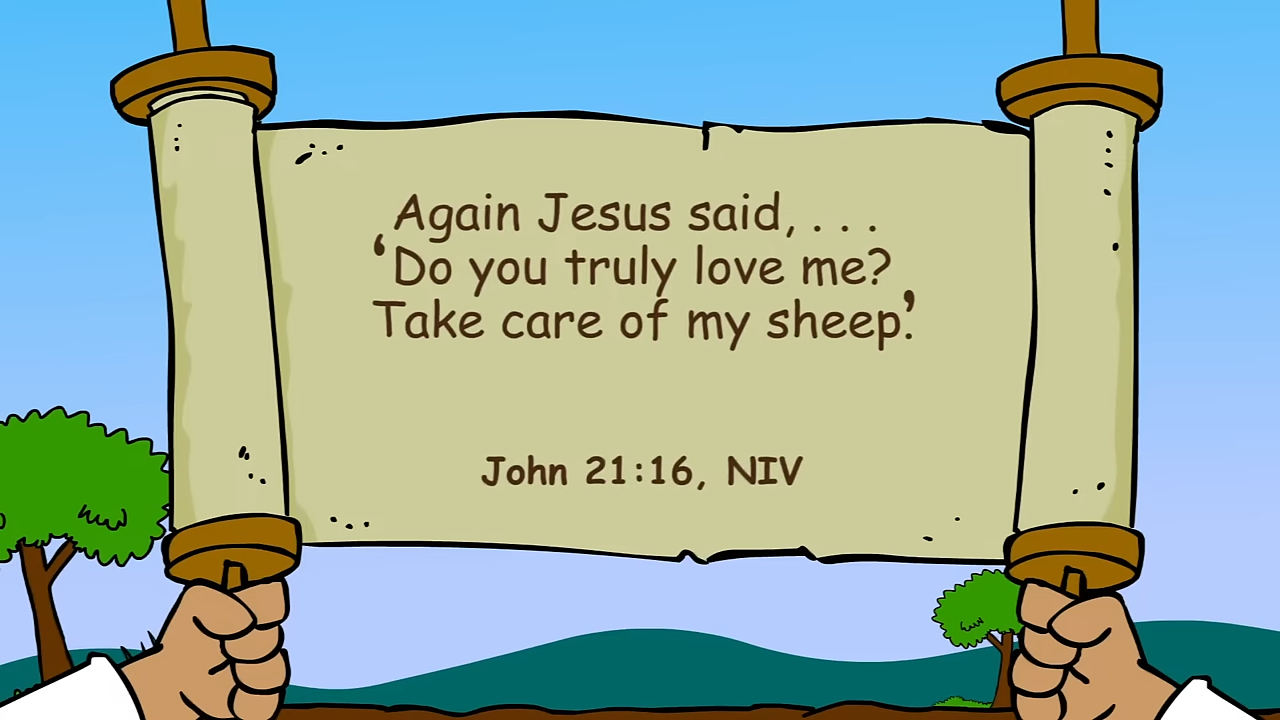 Again Jesus said, . . .
‘Do you truly love me?
Take care of my sheep.’
John 21:16, NIV